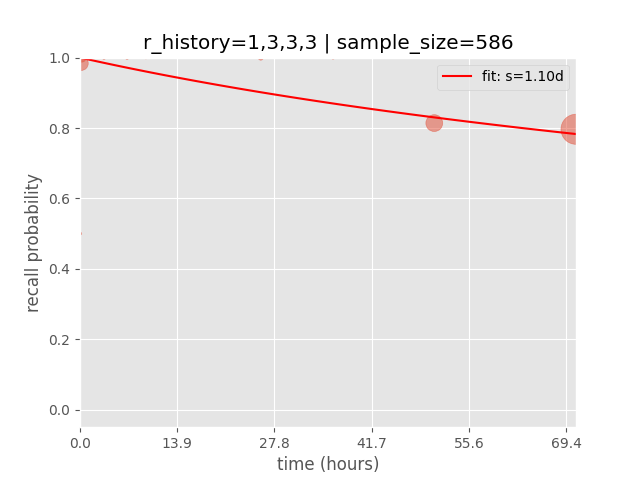 r_history=1,3,3,3 | sample_size=586
fit: s=1.10d
recall probability
1.0
0.8
0.6
0.4
0.2
0.0
0.0 13.9 27.8 41.7 55.6 69.4
time (hours)